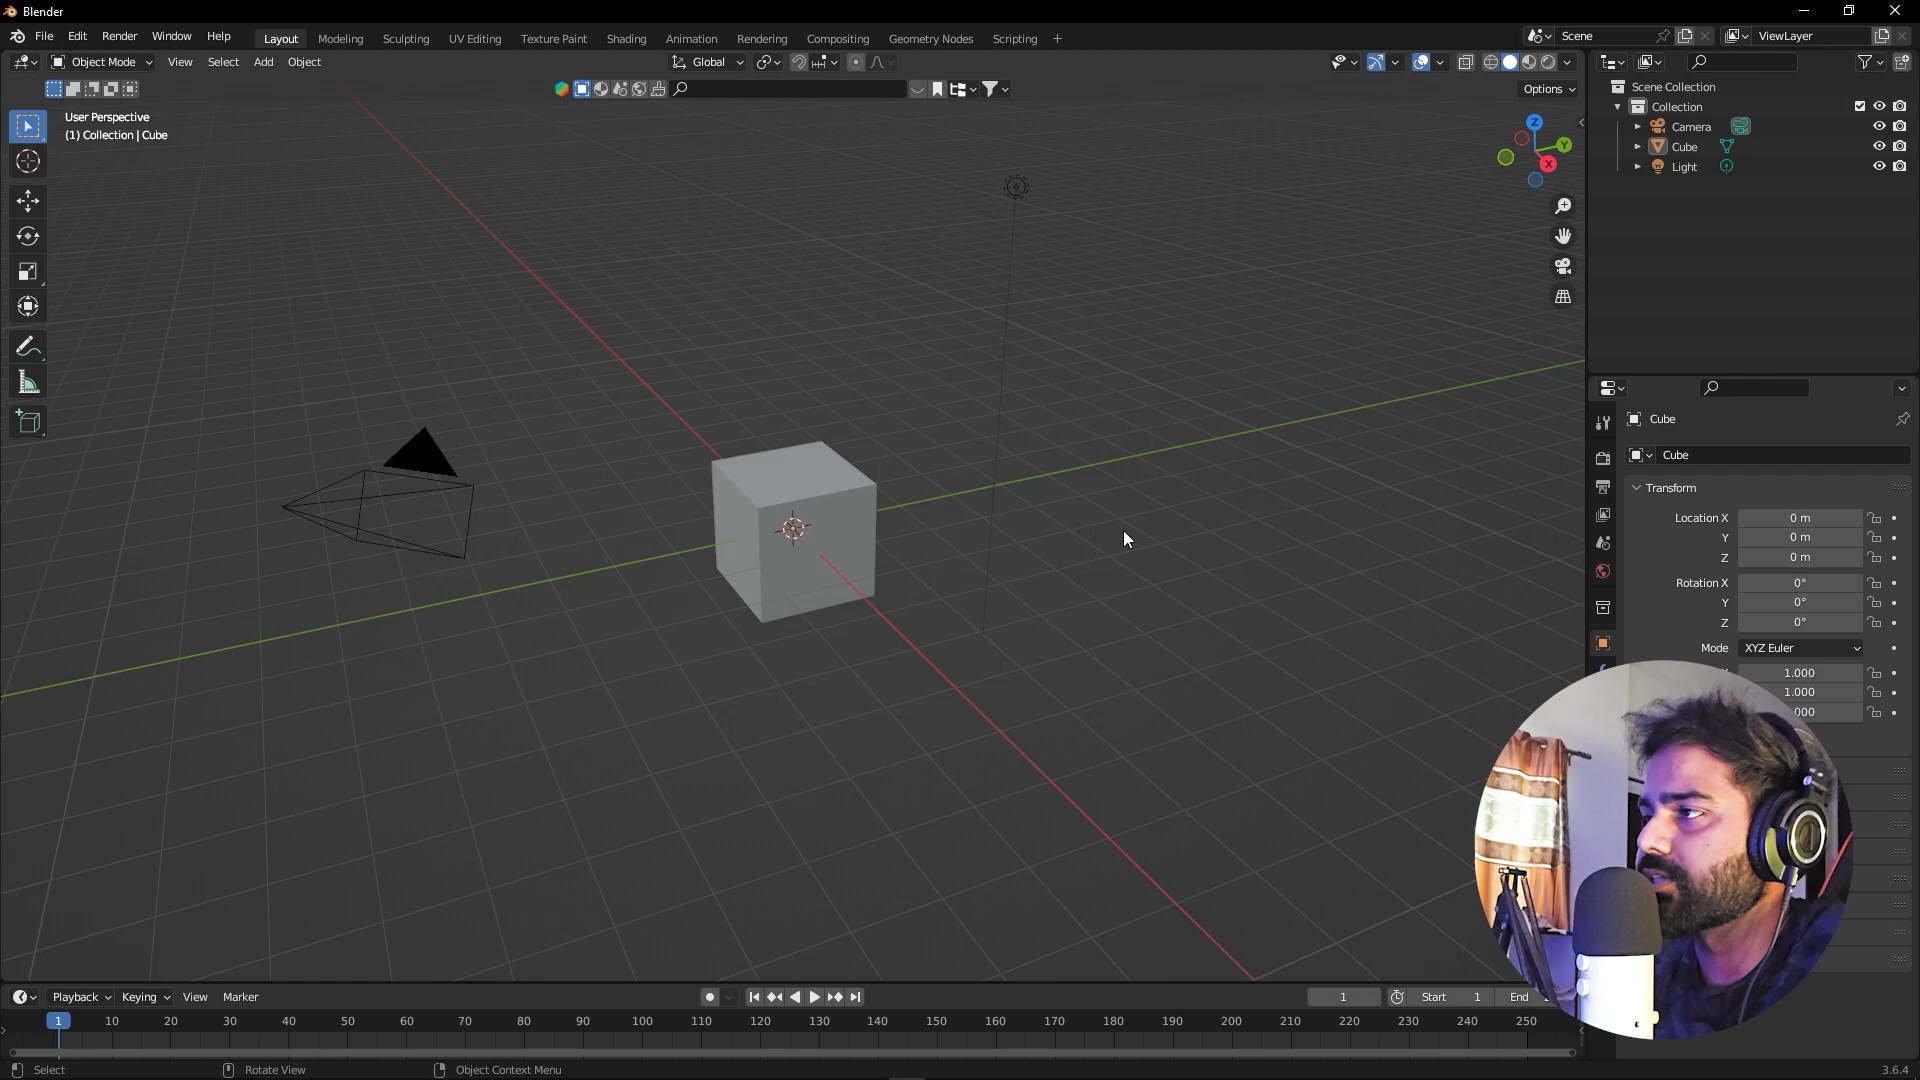 Blender
File Edit Render Window Help Layout Modeling Sculpting UV Editing Texture Paint Shading Animation Rendering Compositing Geometry Nodes Scripting + Scene ViewLayer
Object Mode View Select Add Object Global
Options
User Perspective
(1) Collection | Cube
Z
Y
X
Scene Collection
Collection
Camera
Cube
Light
Cube
Cube
Transform
Location X 0 m
Y 0 m
Z 0 m
Rotation X 0°
Y 0°
Z 0°
Mode XYZ Euler
1.000
1.000
.000
Playback Keying View Marker 1 Start 1 End
1 10 20 30 40 50 60 70 80 90 100 110 120 130 140 150 160 170 180 190 200 210 220 230 240 250
Select Rotate View Object Context Menu 3.6.4